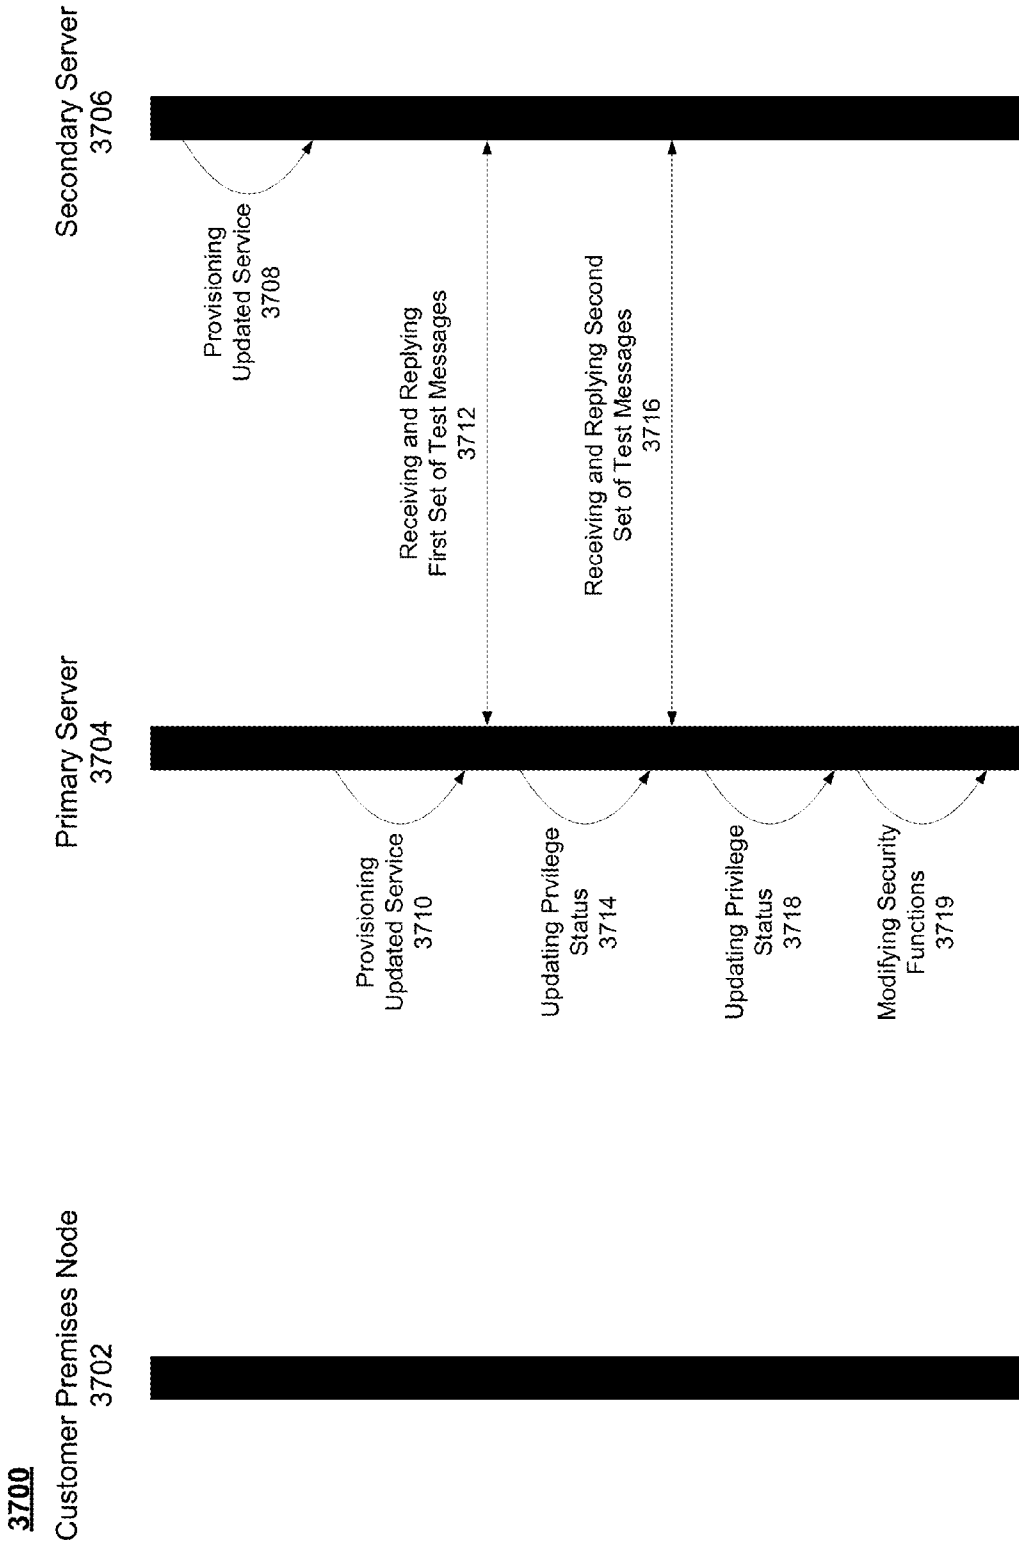 3700
Customer Premises Node
3702
Primary Server
3704
Secondary Server
3706
Provisioning
Updated Service
3708
Provisioning
Updated Service
3710
Receiving and Replying
First Set of Test Messages
3712
Updating Prvilege
Status
3714
Receiving and Replying Second
Set of Test Messages
3716
Updating Privilege
Status
3718
Modifying Security
Functions
3719